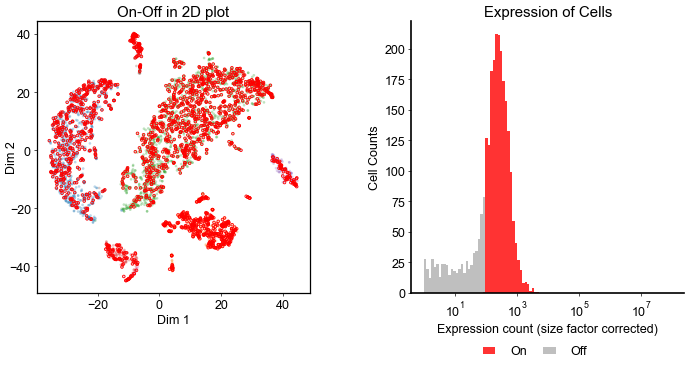 On-Off in 2D plot
40
20
0
−20
−40
Dim 2
−20
0
20
40
Dim 1
Expression of Cells
200
175
150
125
100
75
50
25
0
Cell Counts
10^1
10^3
10^5
10^7
Expression count (size factor corrected)
On
Off